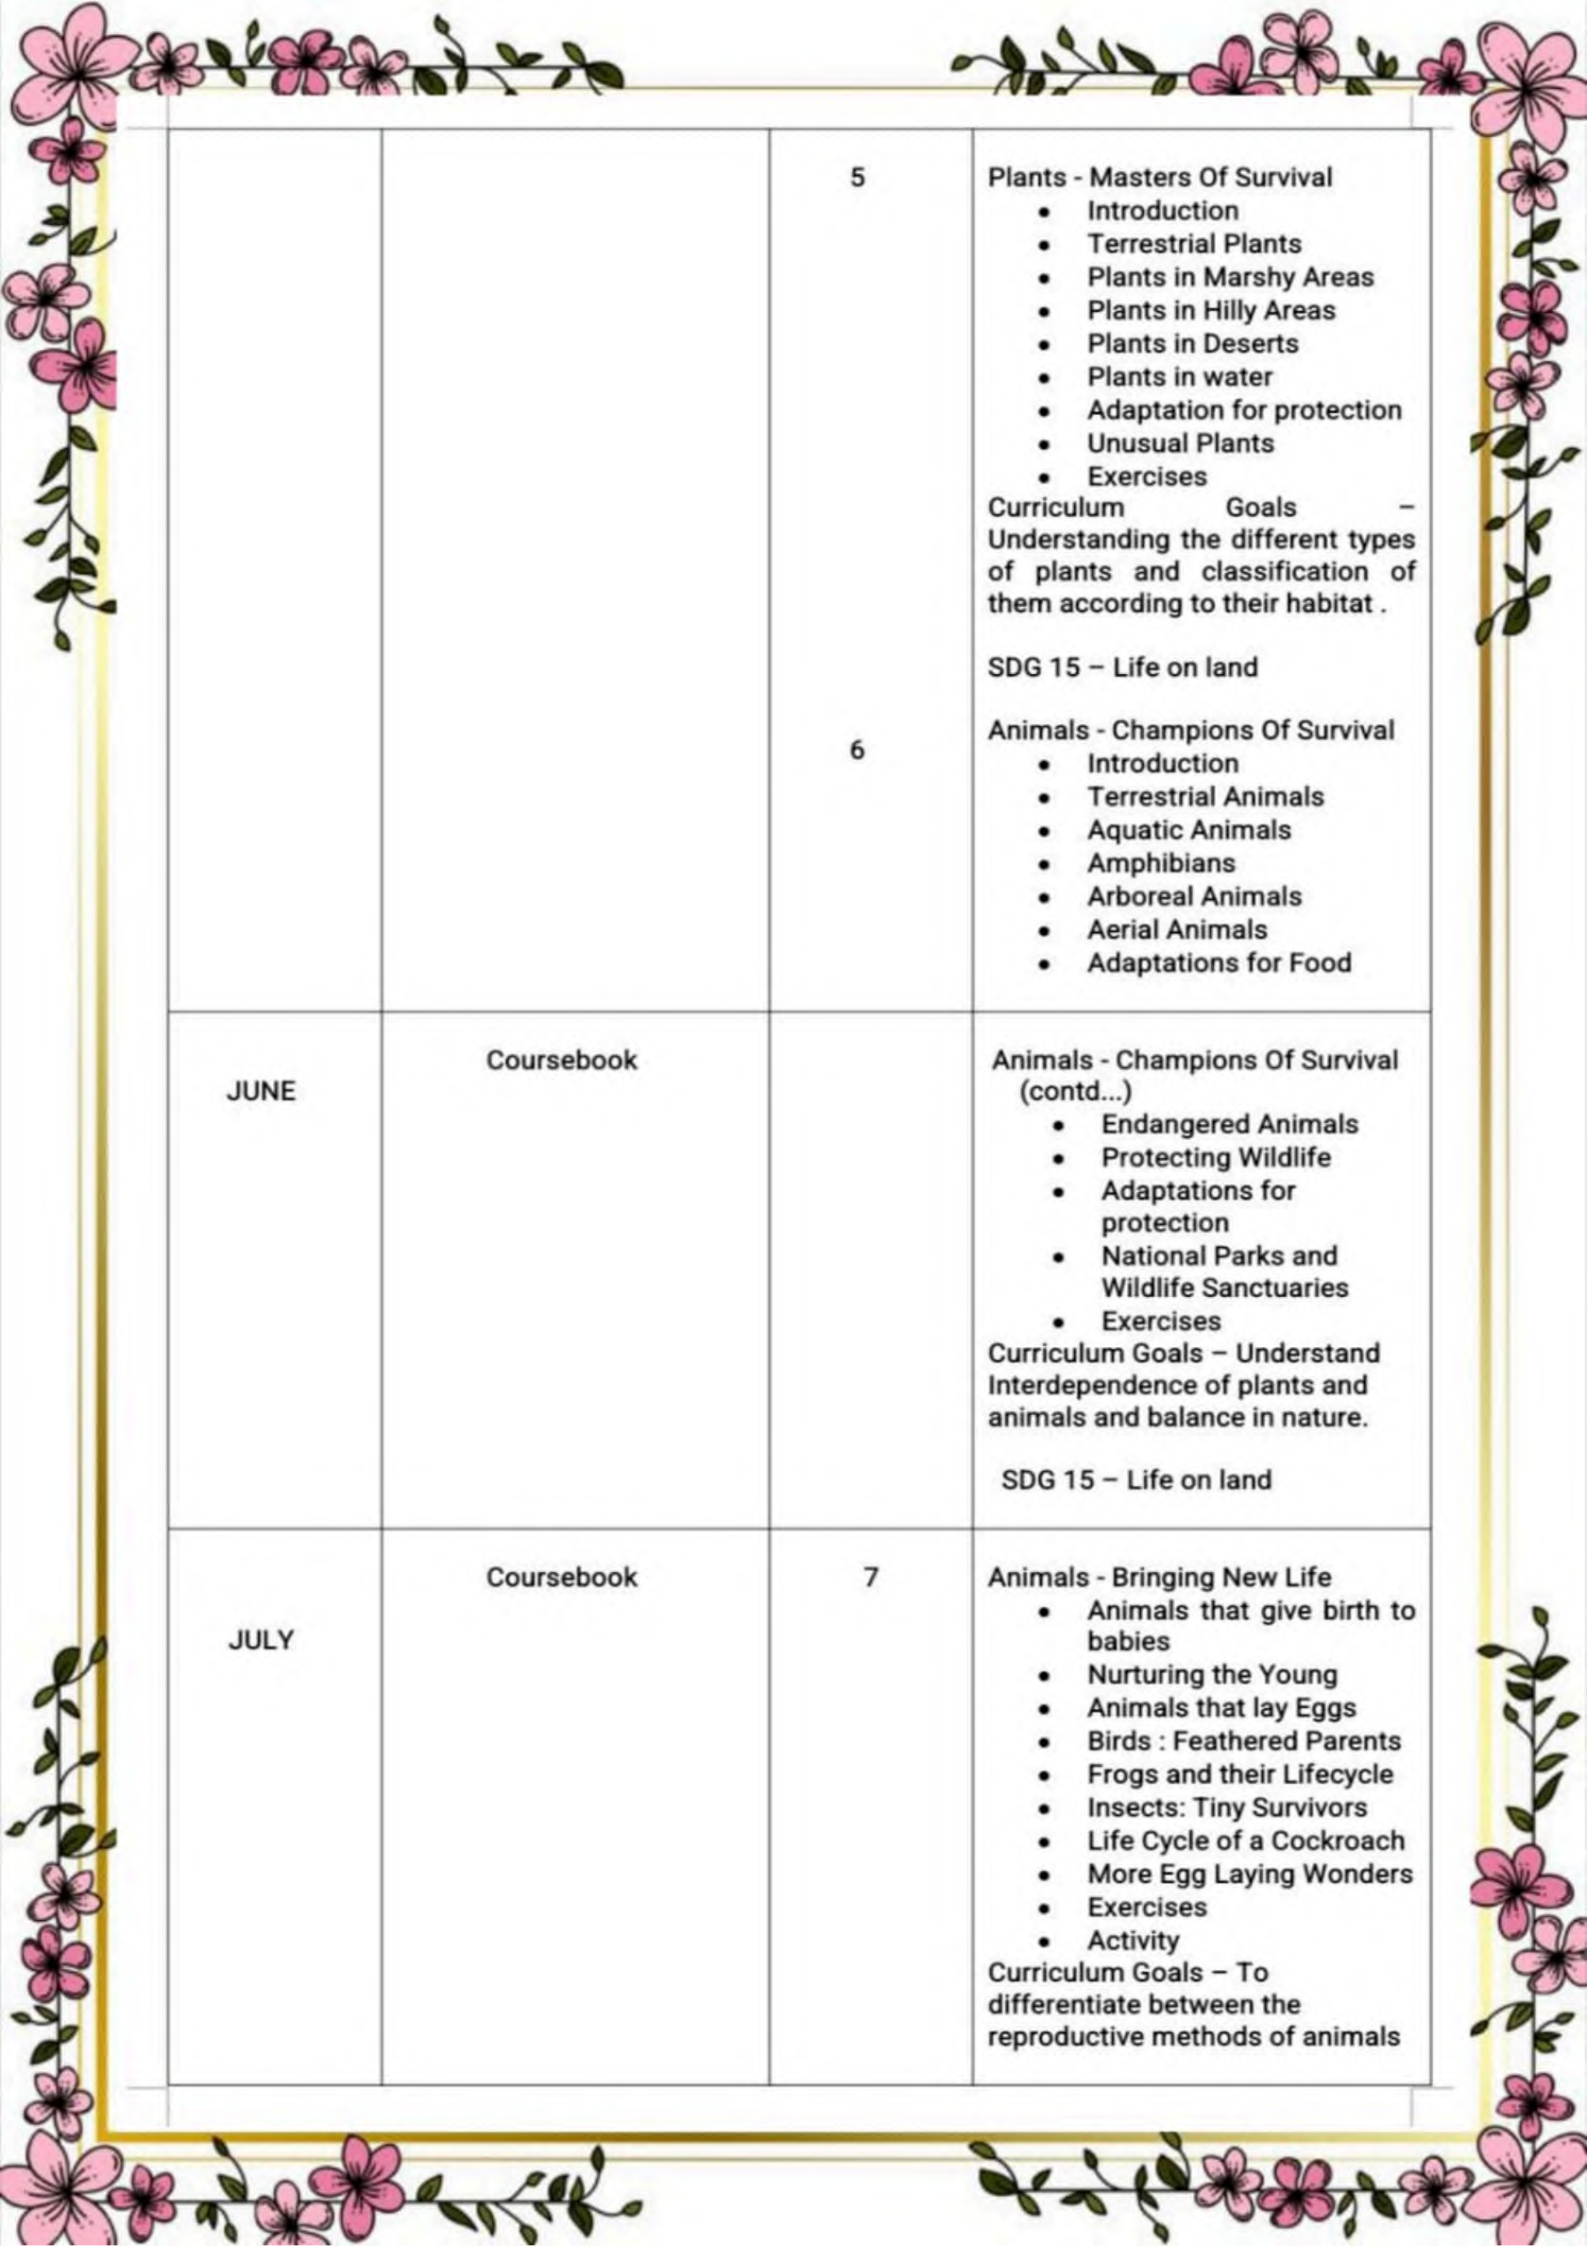 5
Plants - Masters Of Survival
• Introduction
• Terrestrial Plants
• Plants in Marshy Areas
• Plants in Hilly Areas
• Plants in Deserts
• Plants in water
• Adaptation for protection
• Unusual Plants
• Exercises
Curriculum Goals –
Understanding the different types
of plants and classification of
them according to their habitat .
SDG 15 – Life on land
6
Animals - Champions Of Survival
• Introduction
• Terrestrial Animals
• Aquatic Animals
• Amphibians
• Arboreal Animals
• Aerial Animals
• Adaptations for Food
JUNE
Coursebook
Animals - Champions Of Survival
(contd...)
• Endangered Animals
• Protecting Wildlife
• Adaptations for
protection
• National Parks and
Wildlife Sanctuaries
• Exercises
Curriculum Goals – Understand
Interdependence of plants and
animals and balance in nature.
SDG 15 – Life on land
JULY
Coursebook
7
Animals - Bringing New Life
• Animals that give birth to
babies
• Nurturing the Young
• Animals that lay Eggs
• Birds : Feathered Parents
• Frogs and their Lifecycle
• Insects: Tiny Survivors
• Life Cycle of a Cockroach
• More Egg Laying Wonders
• Exercises
• Activity
Curriculum Goals – To
differentiate between the
reproductive methods of animals